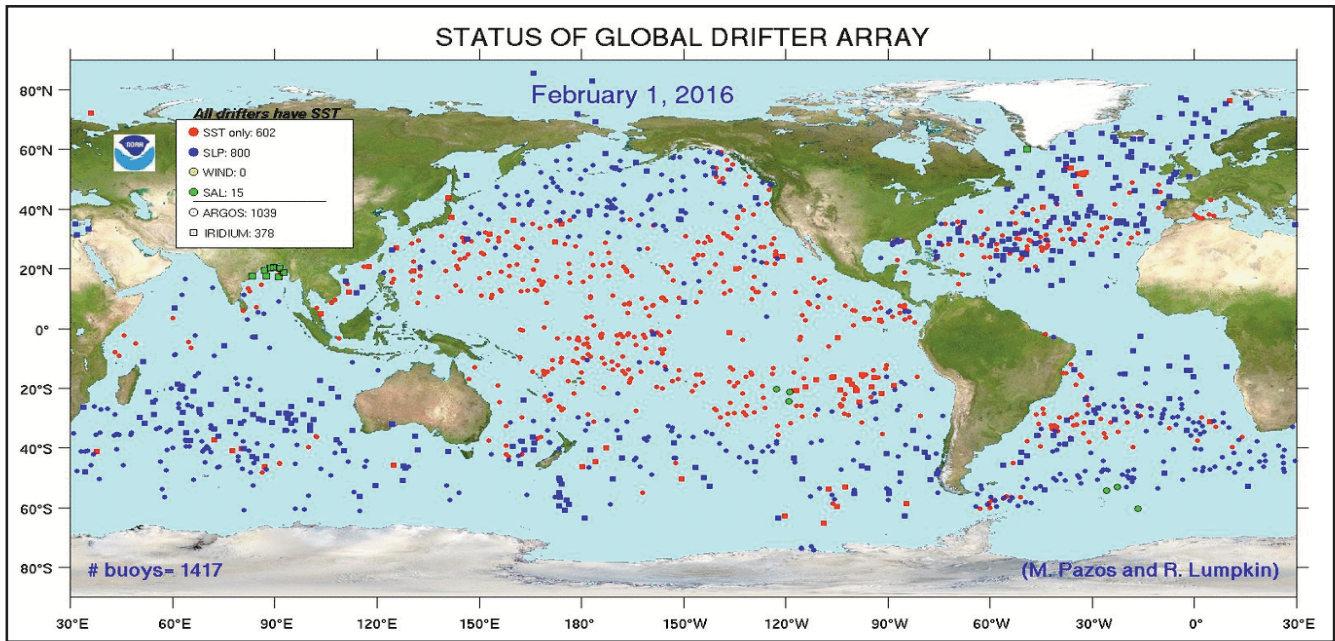 STATUS OF GLOBAL DRIFTER ARRAY
February 1, 2016
All drifters have SST
SST only: 602
SLP: 800
WIND: 0
SAL: 15
ARGOS: 1039
IRIDIUM: 378
NOAA
80°N
60°N
40°N
20°N
0°
20°S
40°S
60°S
80°S
# buoys= 1417
(M. Pazos and R. Lumpkin)
30°E 60°E 90°E 120°E 150°E 180° 150°W 120°W 90°W 60°W 30°W 0° 30°E